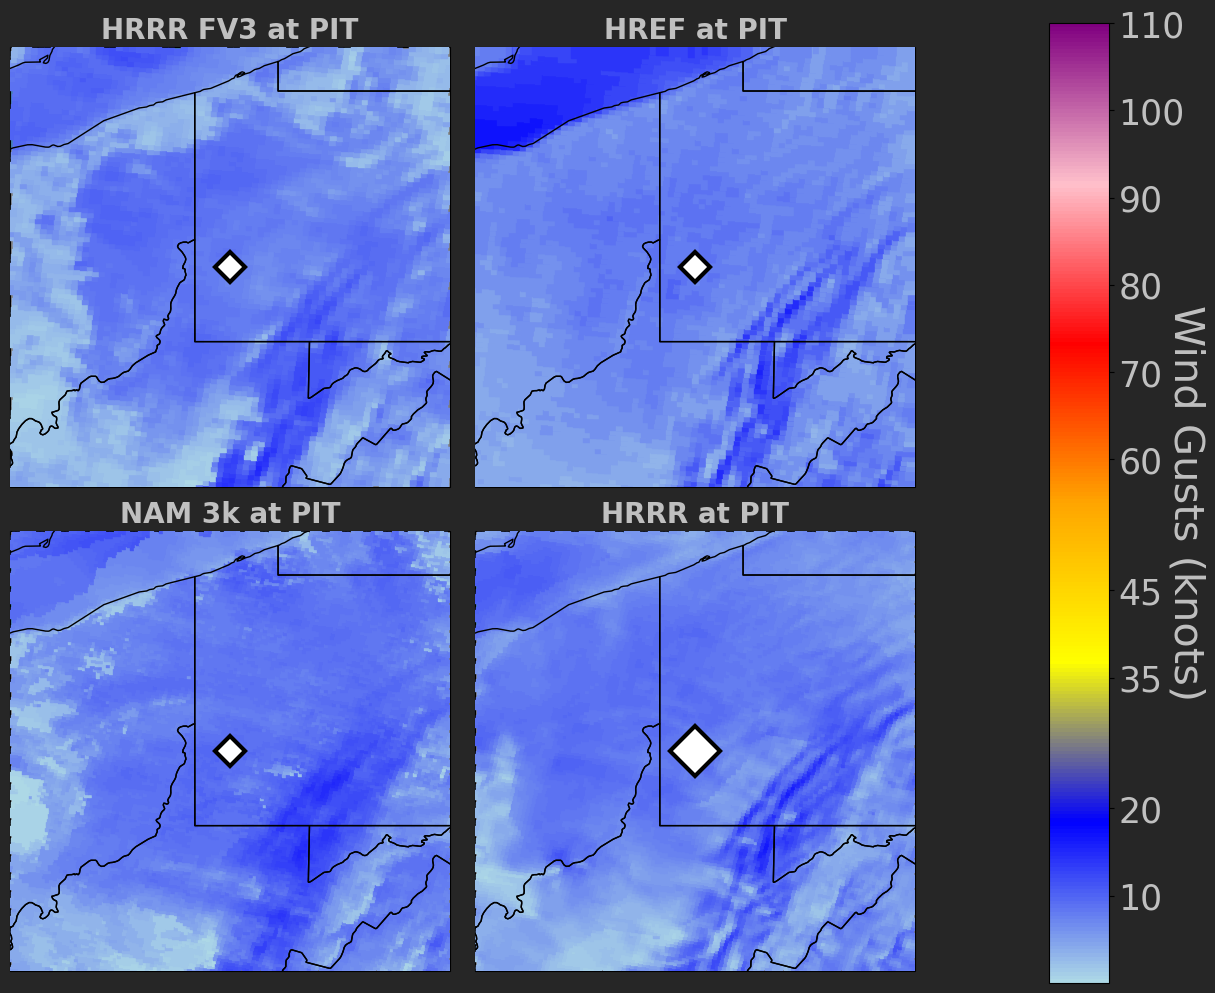 HRRR FV3 at PIT
HREF at PIT
NAM 3k at PIT
HRRR at PIT
110
100
90
80
70
60
45
35
20
10
Wind Gusts (knots)